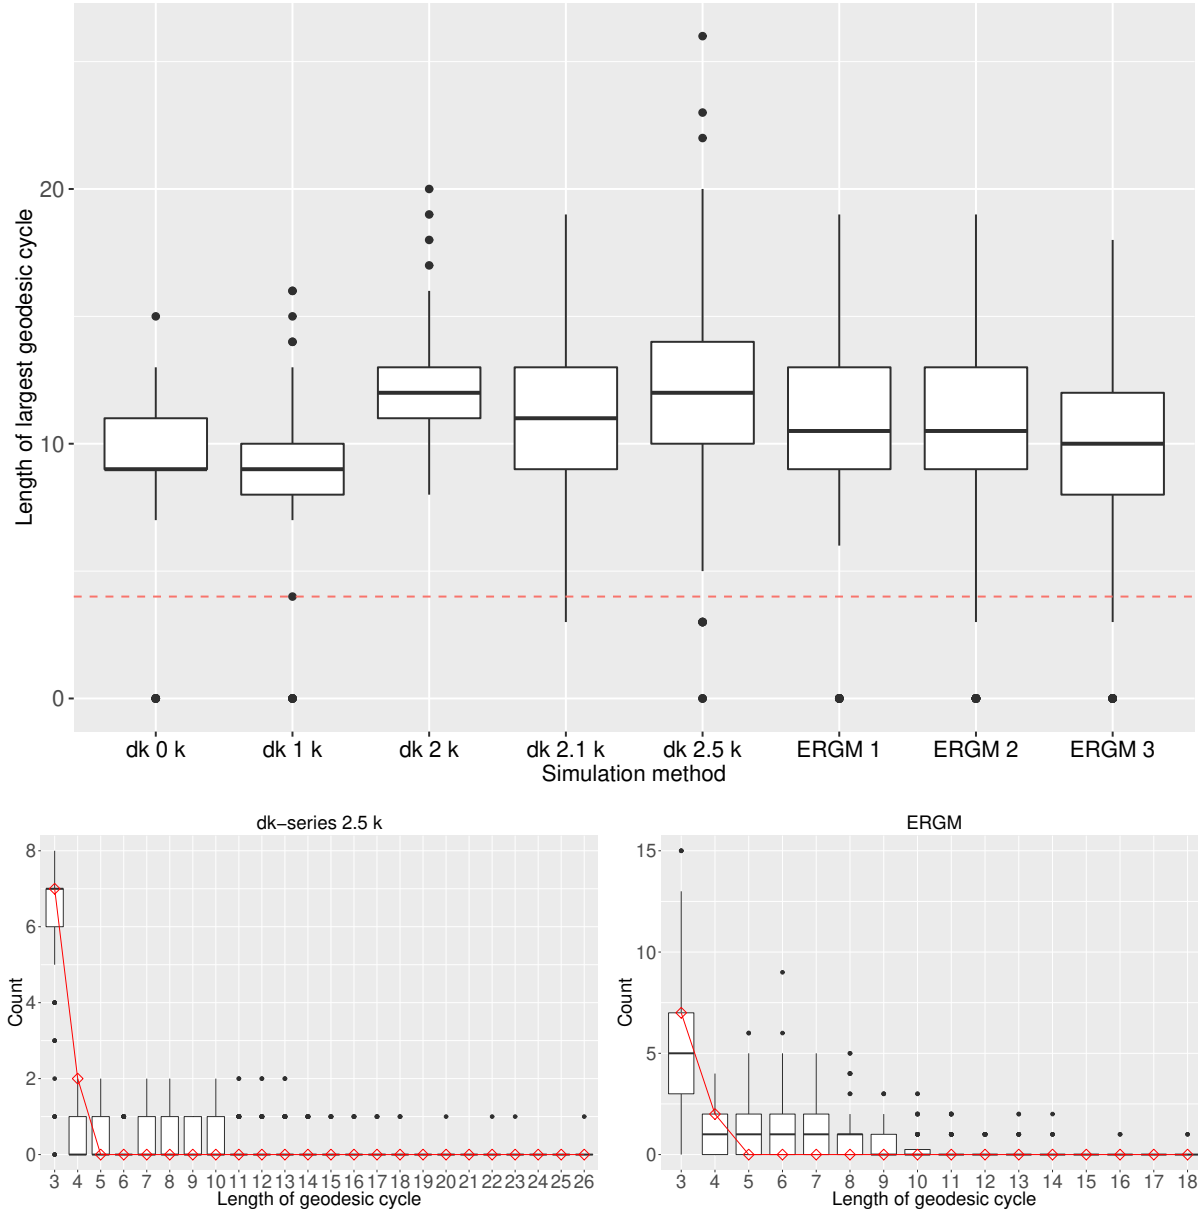 Length of largest geodesic cycle
20
10
0
dk 0 k dk 1 k dk 2 k dk 2.1 k dk 2.5 k ERGM 1 ERGM 2 ERGM 3
Simulation method
dk−series 2.5 k
Count
8
6
4
2
0
3 4 5 6 7 8 9 10 11 12 13 14 15 16 17 18 19 20 21 22 23 24 25 26
Length of geodesic cycle
ERGM
Count
15
10
5
0
3 4 5 6 7 8 9 10 11 12 13 14 15 16 17 18
Length of geodesic cycle